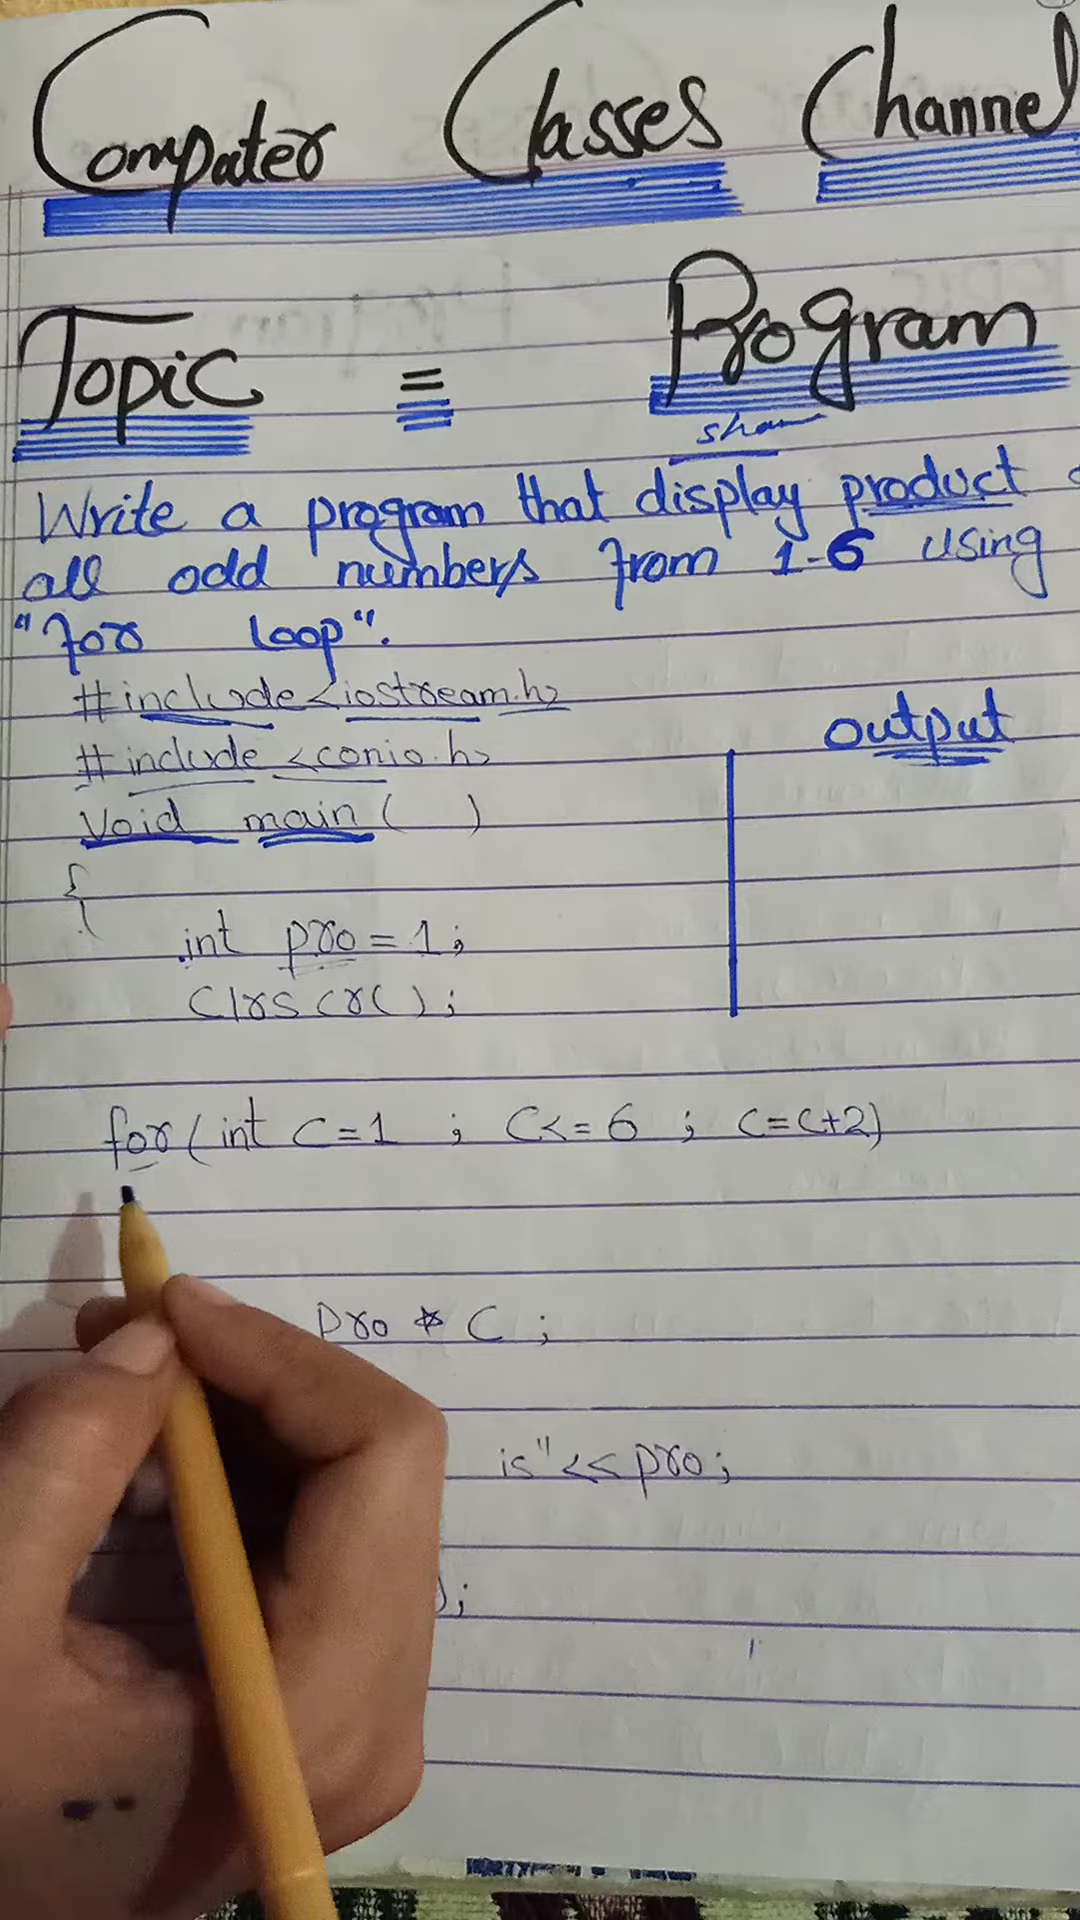 Computer Classes Channel
Topic = Program
show
Write a program that display product
all odd numbers from 1-6 using
"for loop".
#include<iostream.h>
#include <conio.h>
output
Void main( )
{
int pro = 1;
Clrscr();
for( int C=1 ; C<=6 ; C=C+2)
pro * C ;
is"<<pro;
);